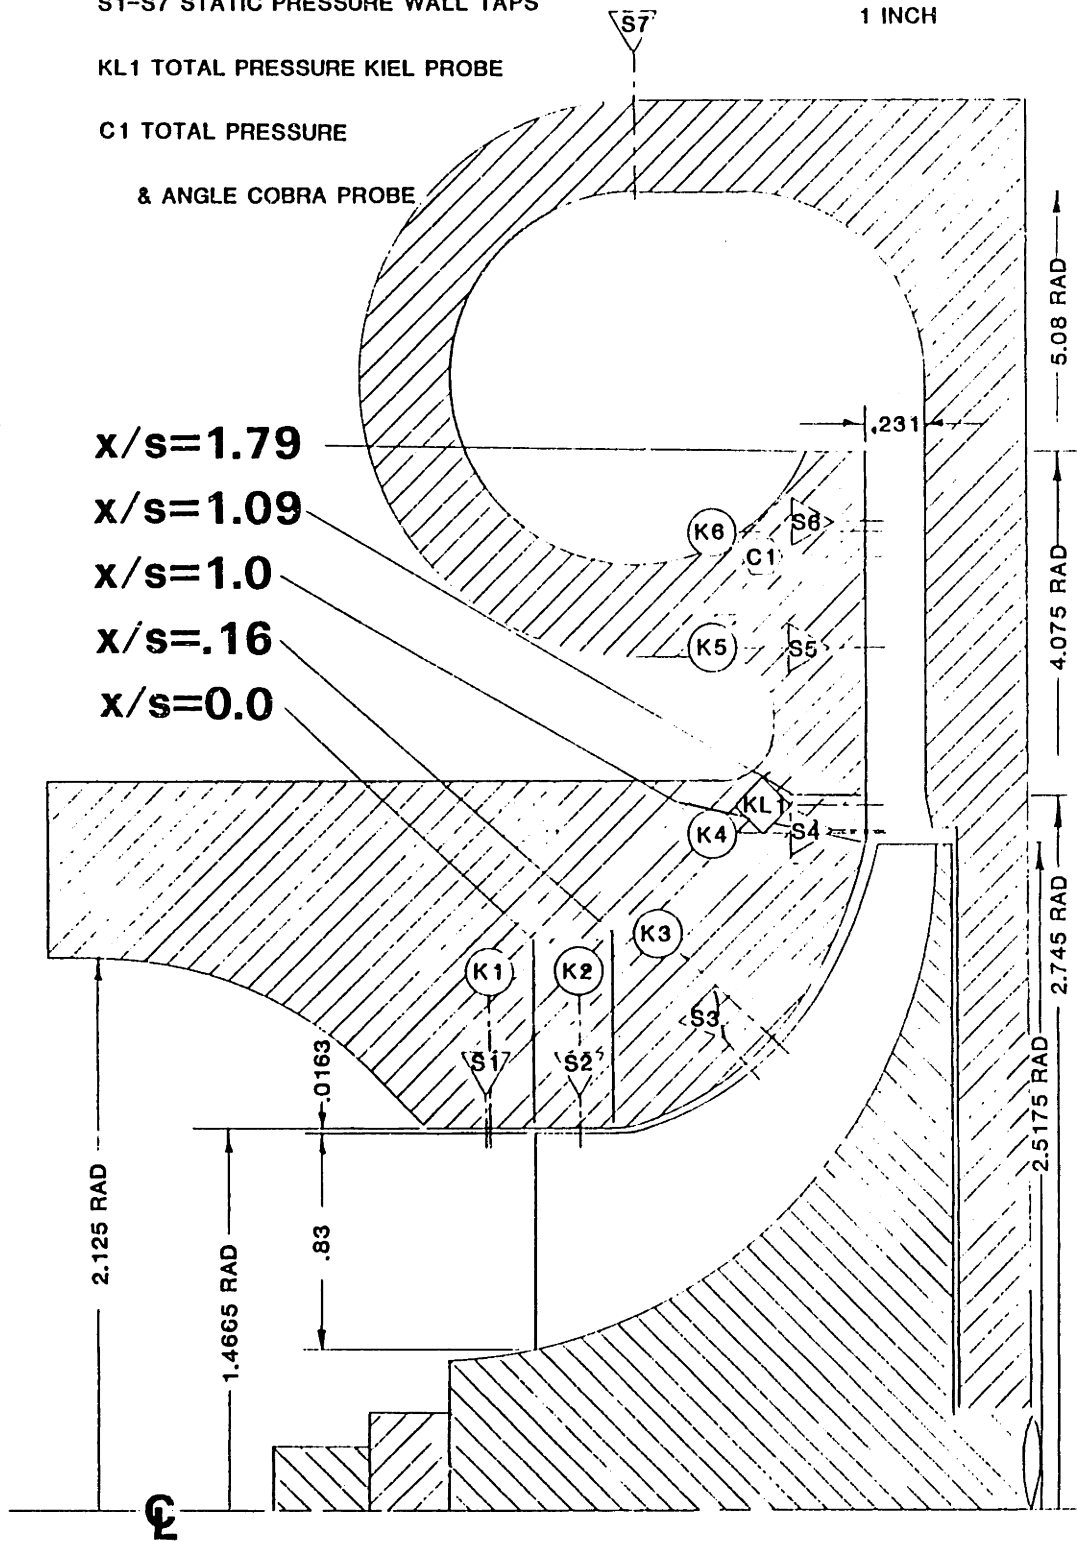 S1-S7 STATIC PRESSURE WALL TAPS
S7
1 INCH
KL1 TOTAL PRESSURE KIEL PROBE
C1 TOTAL PRESSURE
& ANGLE COBRA PROBE
5.08 RAD
.231
x/s=1.79
x/s=1.09
x/s=1.0
x/s=.16
x/s=0.0
K6
S6
C1
K5
S5
4.075 RAD
KL1
K4
S4
K3
K1
K2
S3
S1
S2
.0163
2.745 RAD
2.5175 RAD
2.125 RAD
1.4665 RAD
.83
CL